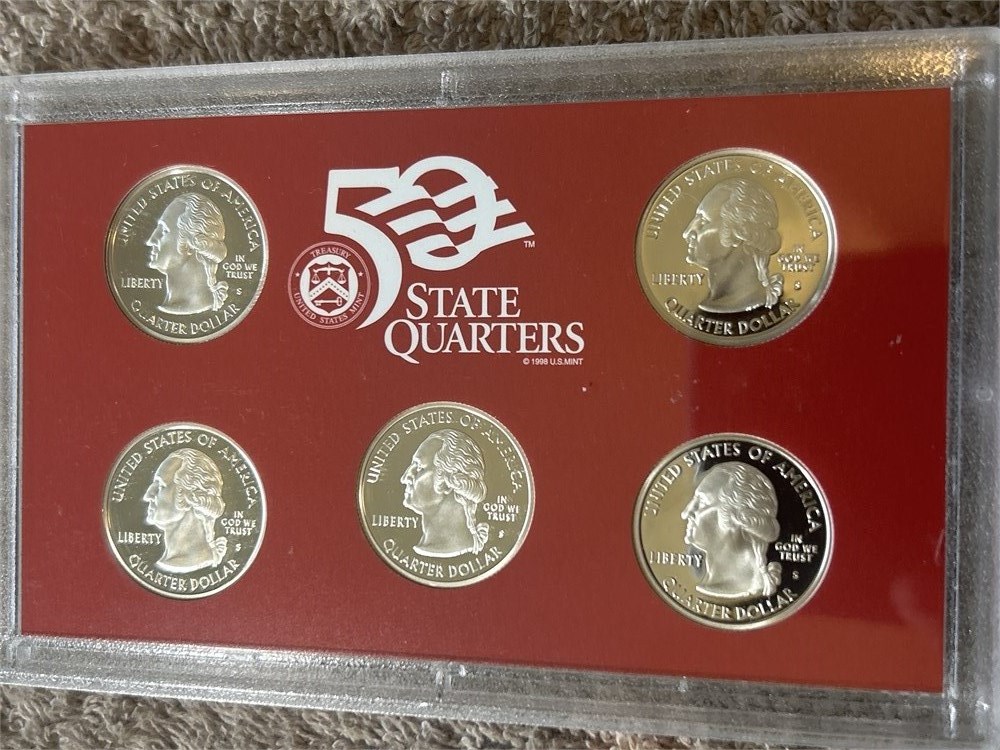 UNITED STATES OF AMERICA
LIBERTY
IN
GOD WE
TRUST
S
QUARTER DOLLAR
50
TM
STATE
QUARTERS
© 1998 U.S.MINT
TREASURY
UNITED STATES MINT
UNITED STATES OF AMERICA
LIBERTY
IN
GOD WE
TRUST
S
QUARTER DOLLAR
UNITED STATES OF AMERICA
LIBERTY
IN
GOD WE
TRUST
S
QUARTER DOLLAR
UNITED STATES OF AMERICA
LIBERTY
IN
GOD WE
TRUST
S
QUARTER DOLLAR
UNITED STATES OF AMERICA
LIBERTY
IN
GOD WE
TRUST
S
QUARTER DOLLAR